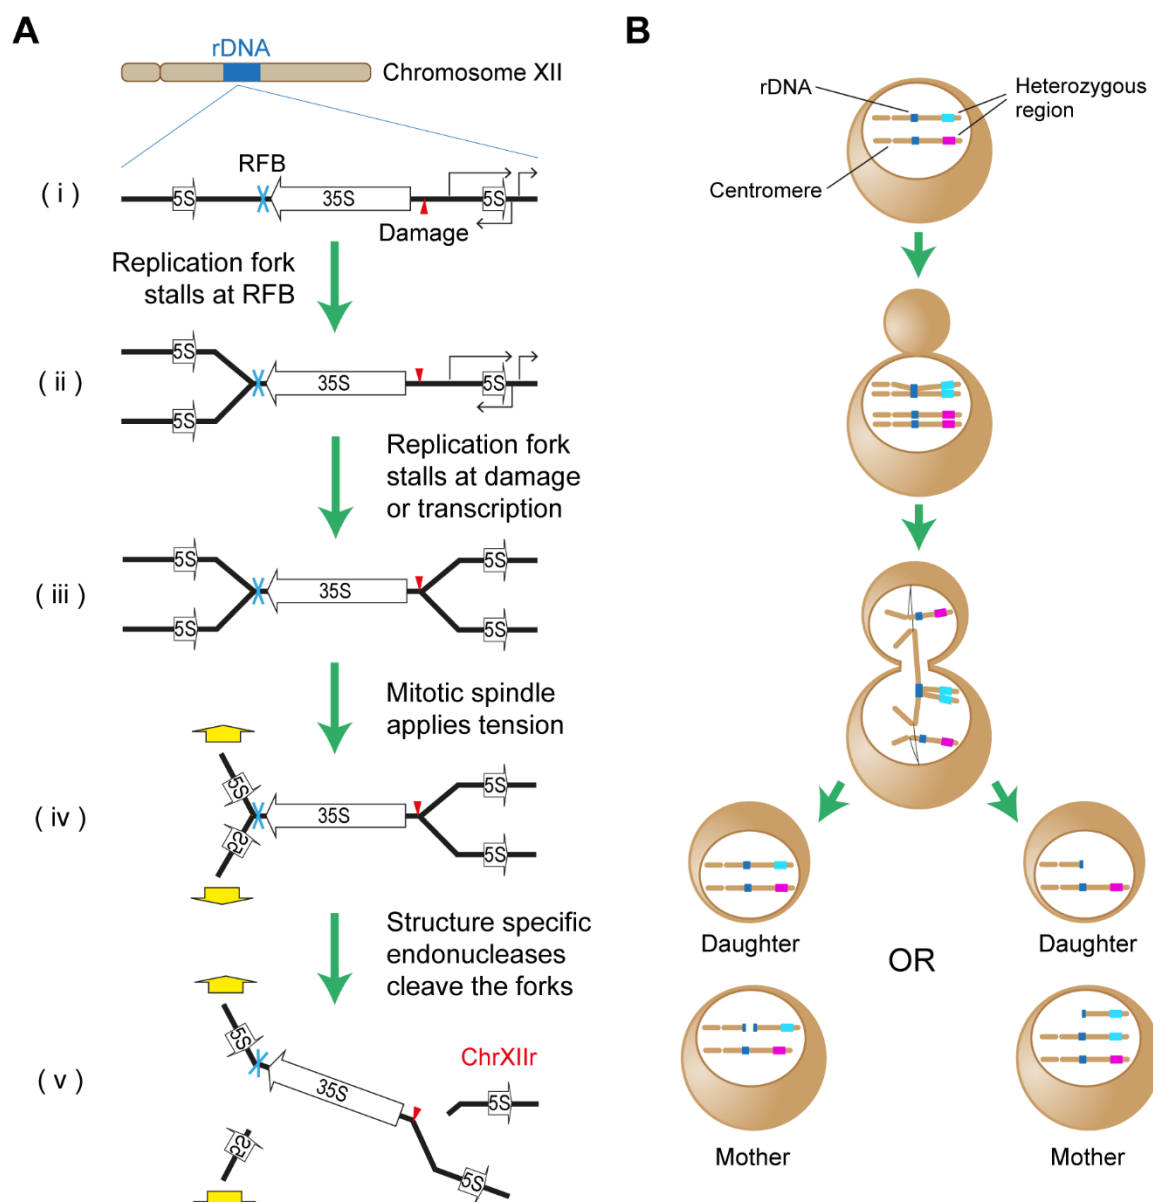 A
rDNA
Chromosome XII
( i )
5S
RFB
35S
Damage
5S
Replication fork
stalls at RFB
( ii )
5S
5S
35S
5S
Replication fork
stalls at damage
or transcription
( iii )
5S
5S
35S
5S
5S
Mitotic spindle
applies tension
( iv )
5S
5S
35S
5S
5S
Structure specific
endonucleases
cleave the forks
( v )
5S
5S
35S
ChrXIIr
5S
5S
B
rDNA
Heterozygous
region
Centromere
Daughter
OR
Daughter
Mother
Mother